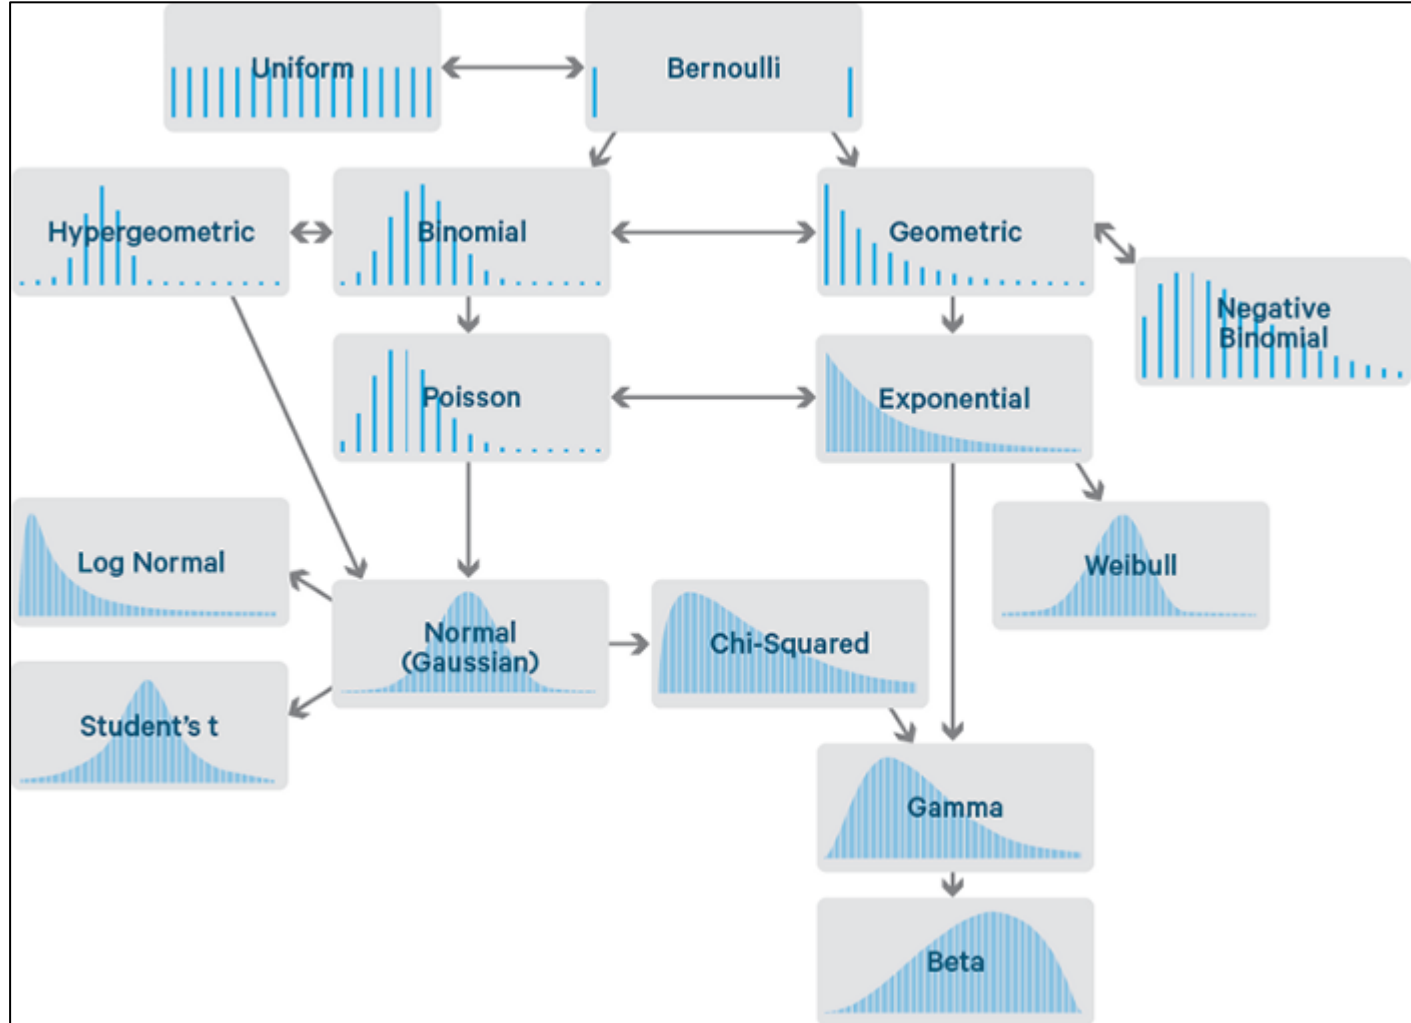 Uniform
Bernoulli
Hypergeometric
Binomial
Geometric
Negative
Binomial
Poisson
Exponential
Log Normal
Weibull
Normal
(Gaussian)
Chi-Squared
Student's t
Gamma
Beta